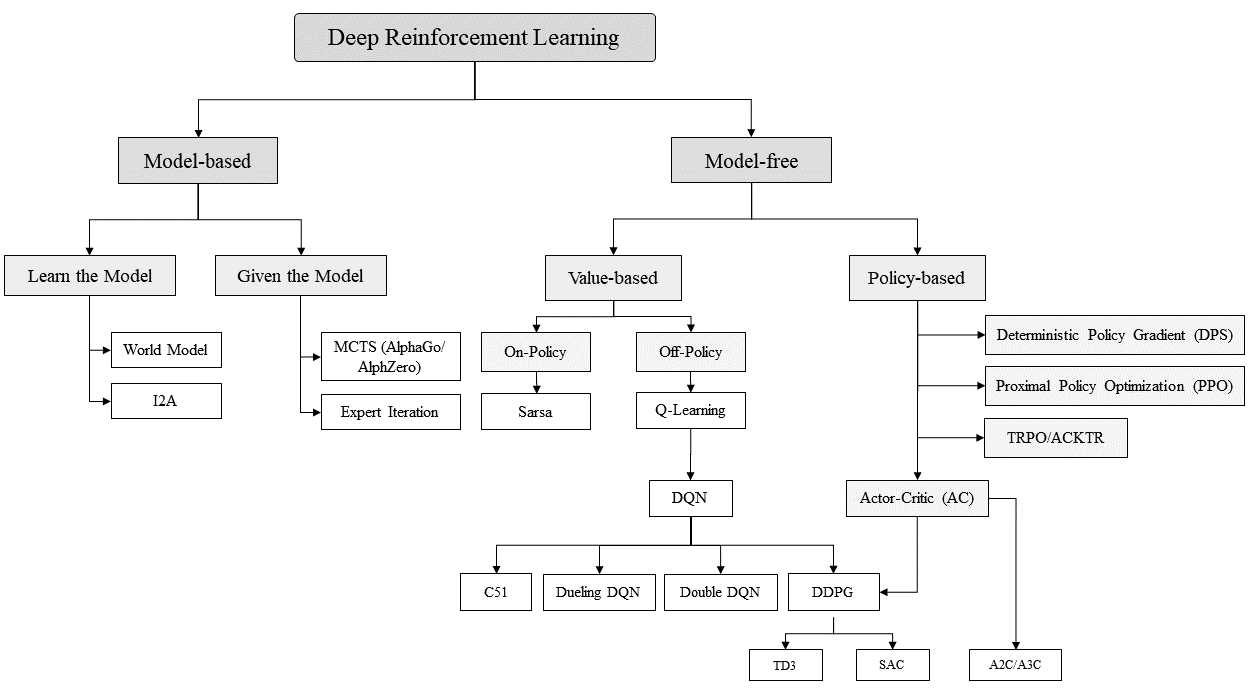 Deep Reinforcement Learning
Model-based
Model-free
Learn the Model
Given the Model
Value-based
Policy-based
World Model
I2A
MCTS (AlphaGo/
AlphZero)
Expert Iteration
On-Policy
Off-Policy
Sarsa
Q-Learning
Deterministic Policy Gradient (DPS)
Proximal Policy Optimization (PPO)
TRPO/ACKTR
DQN
Actor-Critic (AC)
C51
Dueling DQN
Double DQN
DDPG
TD3
SAC
A2C/A3C